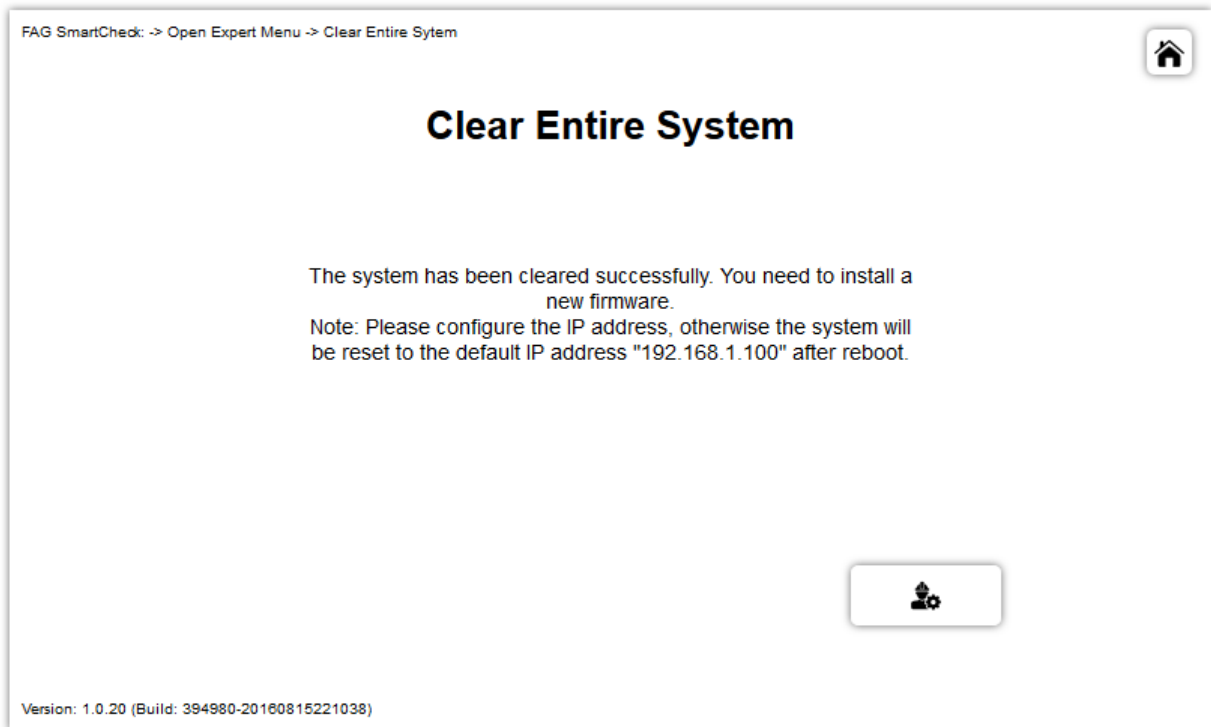 FAG SmartCheck: -> Open Expert Menu -> Clear Entire Sytem
Clear Entire System
The system has been cleared successfully. You need to install a
new firmware.
Note: Please configure the IP address, otherwise the system will
be reset to the default IP address "192.168.1.100" after reboot.
Version: 1.0.20 (Build: 394980-20160815221038)